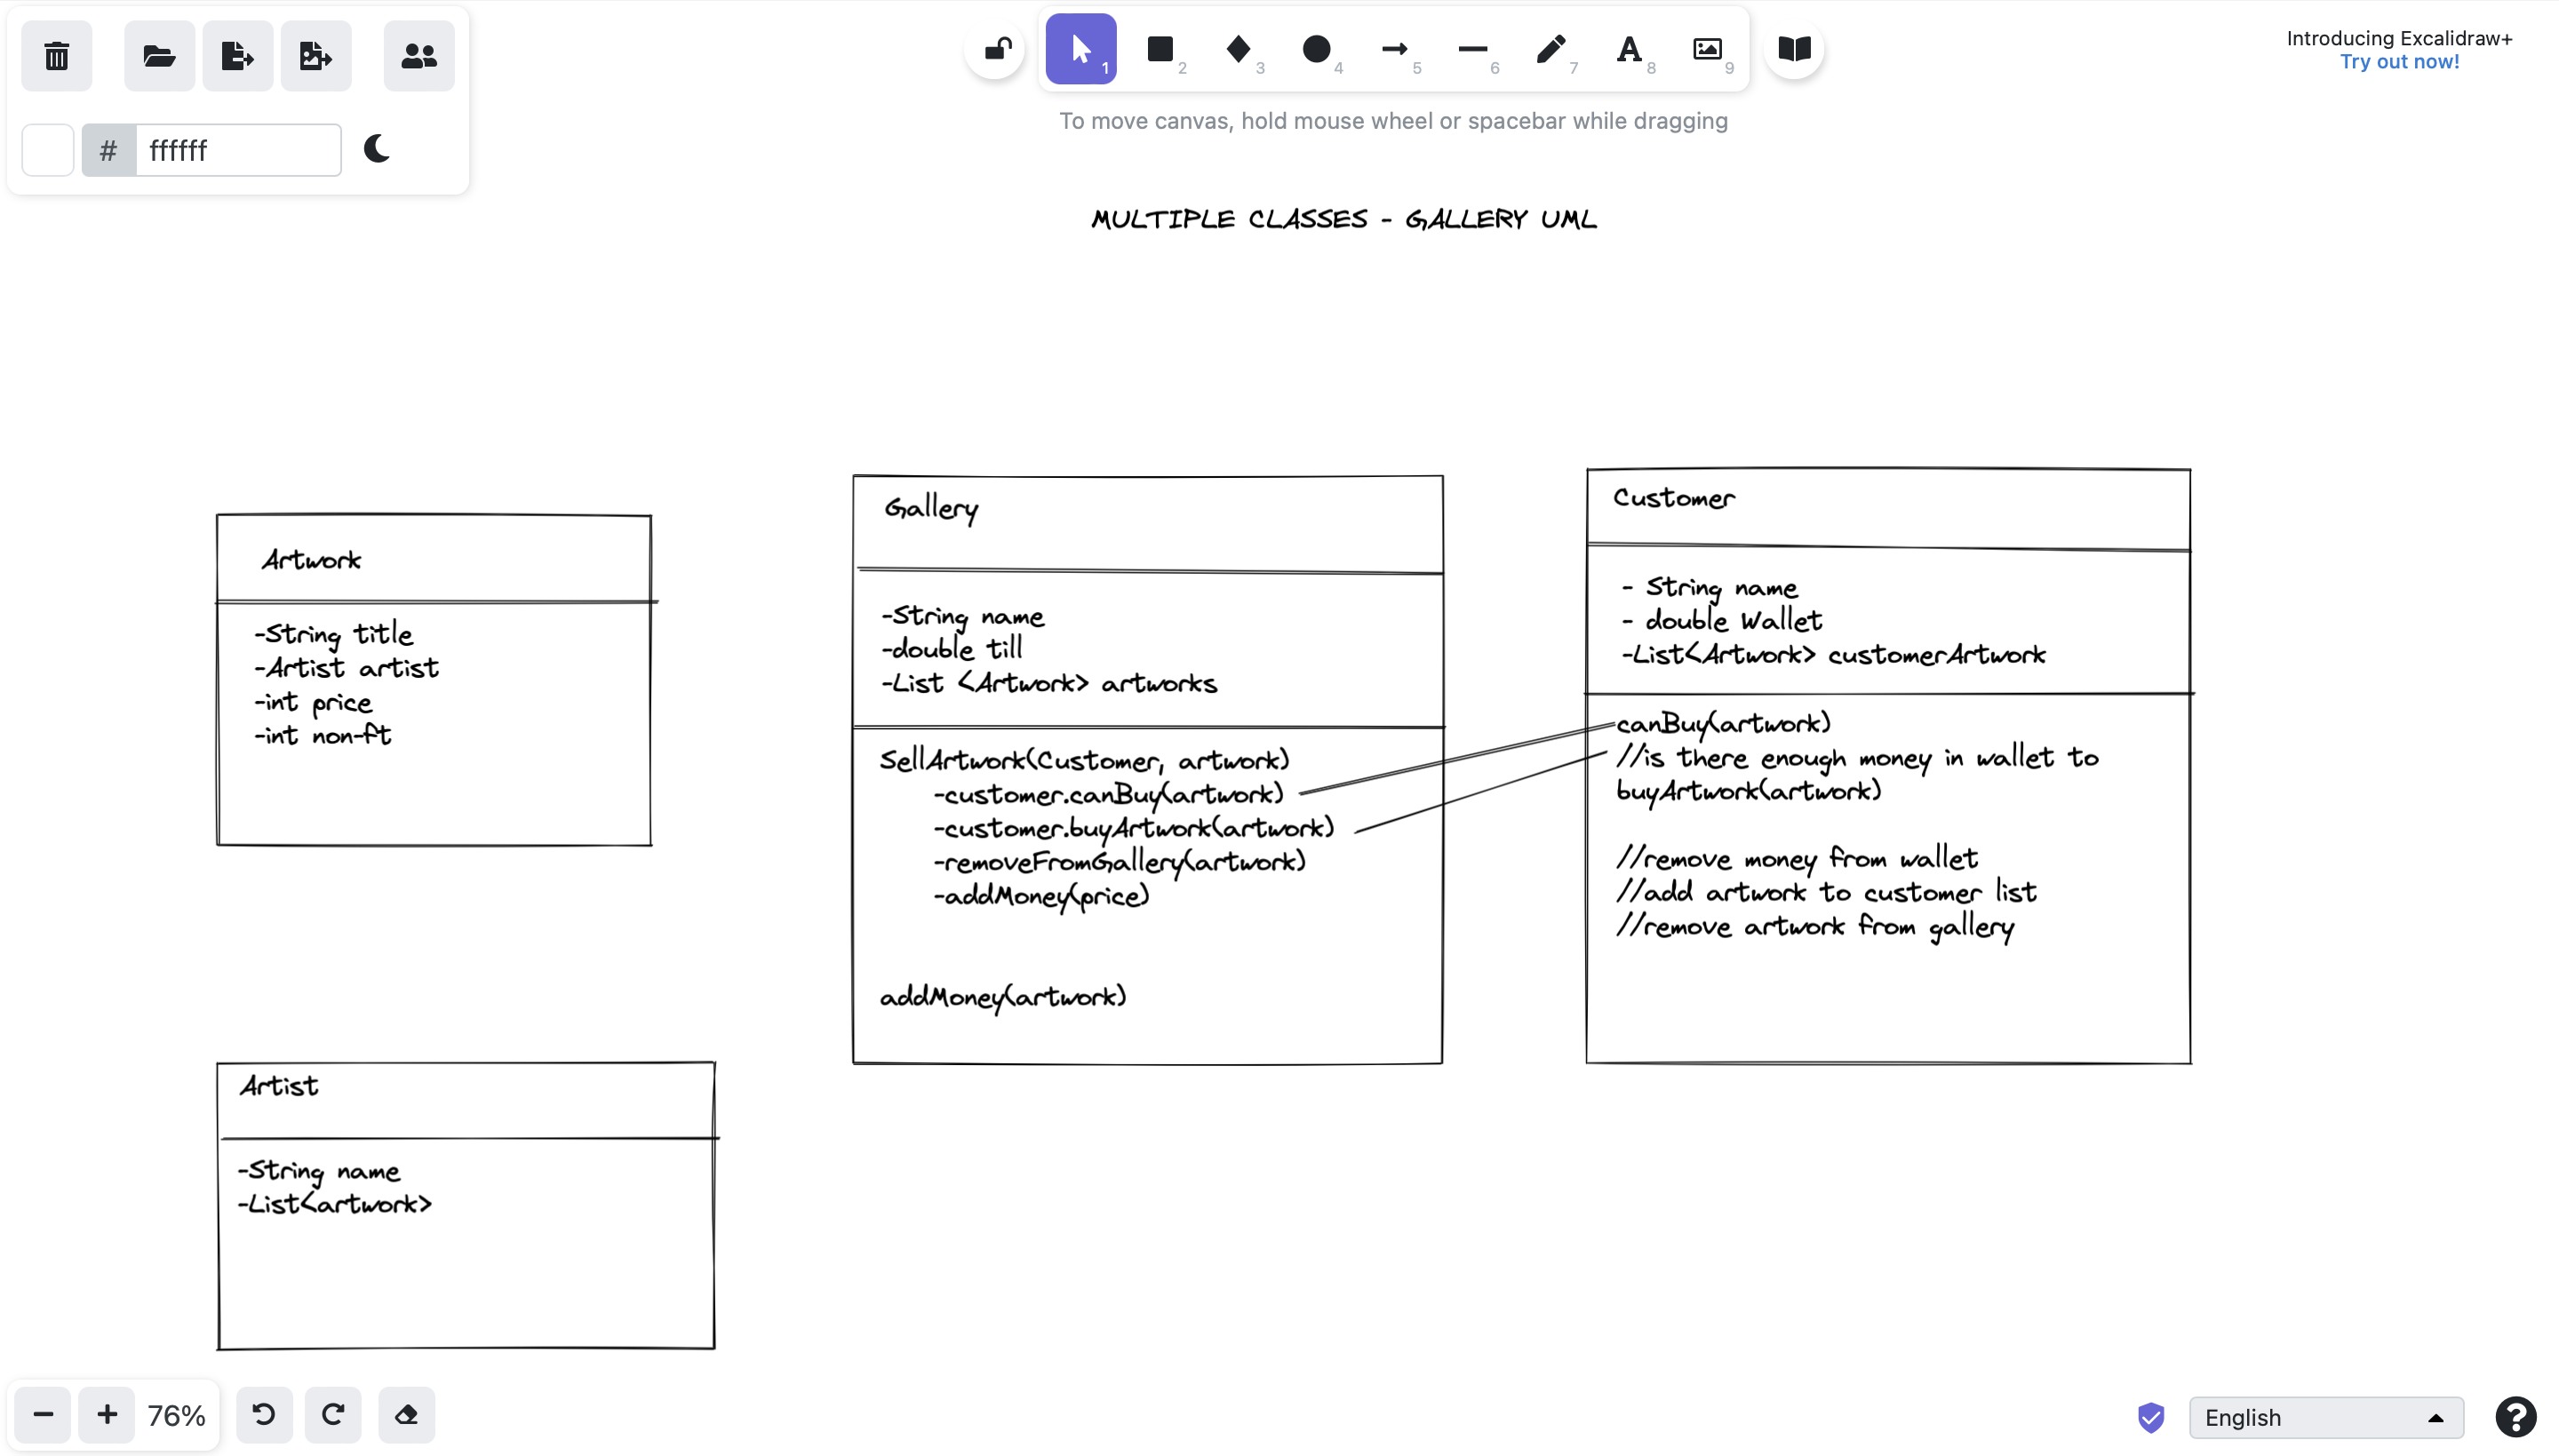 Introducing Excalidraw+
Try out now!
1
2
3
4
5
6
7
A
8
9
To move canvas, hold mouse wheel or spacebar while dragging
#
ffffff
MULTIPLE CLASSES - GALLERY UML
Artwork
-String title
-Artist artist
-int price
-int non-ft
Gallery
-String name
-double till
-List <Artwork> artworks
SellArtwork(Customer, artwork)
-customer.canBuy(artwork)
-customer.buyArtwork(artwork)
-removeFromGallery(artwork)
-addMoney(price)
addMoney(artwork)
Customer
- String name
- double Wallet
-List<Artwork> customerArtwork
canBuy(artwork)
//is there enough money in wallet to
buyArtwork(artwork)
//remove money from wallet
//add artwork to customer list
//remove artwork from gallery
Artist
-String name
-List<artwork>
76%
English
?